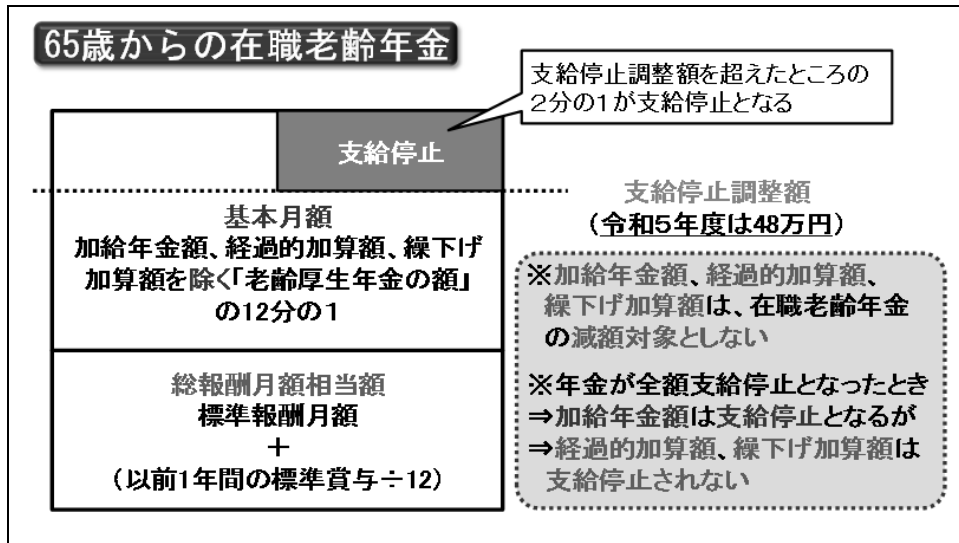 65歳からの在職老齢年金
支給停止調整額を超えたところの
2分の1が支給停止となる
支給停止
支給停止調整額
(令和5年度は48万円)
基本月額
加給年金額、経過的加算額、繰下げ
加算額を除く「老齢厚生年金の額」
の12分の1
総報酬月額相当額
標準報酬月額
+
(以前1年間の標準賞与÷12)
※加給年金額、経過的加算額、
繰下げ加算額は、在職老齢年金
の減額対象としない
※年金が全額支給停止となったとき
⇒加給年金額は支給停止となるが
⇒経過的加算額、繰下げ加算額は
支給停止されない